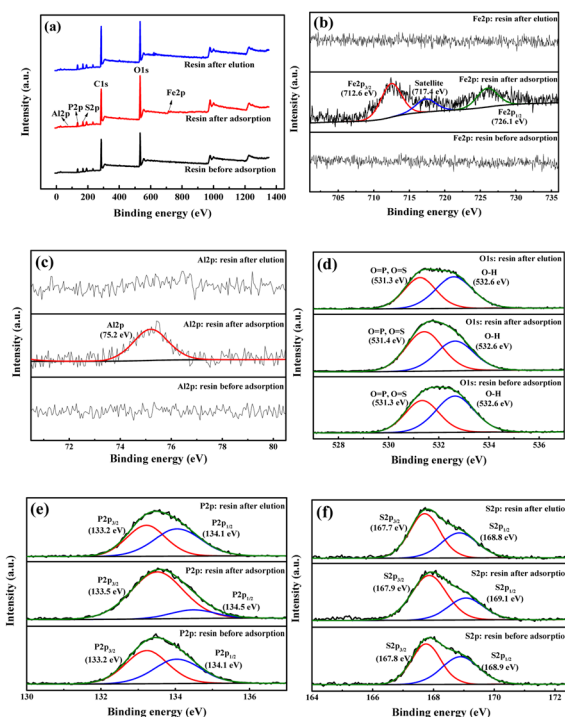 (a)
Resin after elution
O1s
C1s
Fe2p
Al2p P2p S2p
Resin after adsorption
Resin before adsorption
0 200 400 600 800 1000 1200 1400
Binding energy (eV)
Intensity (a.u.)
(b)
Fe2p: resin after elution
Fe2p: resin after adsorption
Fe2p3/2
(712.6 eV)
Satellite
(717.4 eV)
Fe2p1/2
(726.1 eV)
Fe2p: resin before adsorption
705 710 715 720 725 730 735
Binding energy (eV)
Intensity (a.u.)
(c)
Al2p: resin after elution
Al2p: resin after adsorption
Al2p
(75.2 eV)
Al2p: resin before adsorption
72 74 76 78 80
Binding energy (eV)
Intensity (a.u.)
(d)
O1s: resin after elution
O=P, O=S
(531.3 eV)
O-H
(532.6 eV)
O1s: resin after adsorption
O=P, O=S
(531.4 eV)
O-H
(532.6 eV)
O1s: resin before adsorption
O=P, O=S
(531.3 eV)
O-H
(532.6 eV)
528 530 532 534 536
Binding energy (eV)
Intensity (a.u.)
(e)
P2p: resin after elution
P2p3/2
(133.2 eV)
P2p1/2
(134.1 eV)
P2p: resin after adsorption
P2p3/2
(133.5 eV)
P2p1/2
(134.5 eV)
P2p: resin before adsorption
P2p3/2
(133.2 eV)
P2p1/2
(134.1 eV)
130 132 134 136
Binding energy (eV)
Intensity (a.u.)
(f)
S2p: resin after elution
S2p3/2
(167.7 eV)
S2p1/2
(168.8 eV)
S2p: resin after adsorption
S2p3/2
(167.9 eV)
S2p1/2
(169.1 eV)
S2p: resin before adsorption
S2p3/2
(167.8 eV)
S2p1/2
(168.9 eV)
164 166 168 170 172
Binding energy (eV)
Intensity (a.u.)